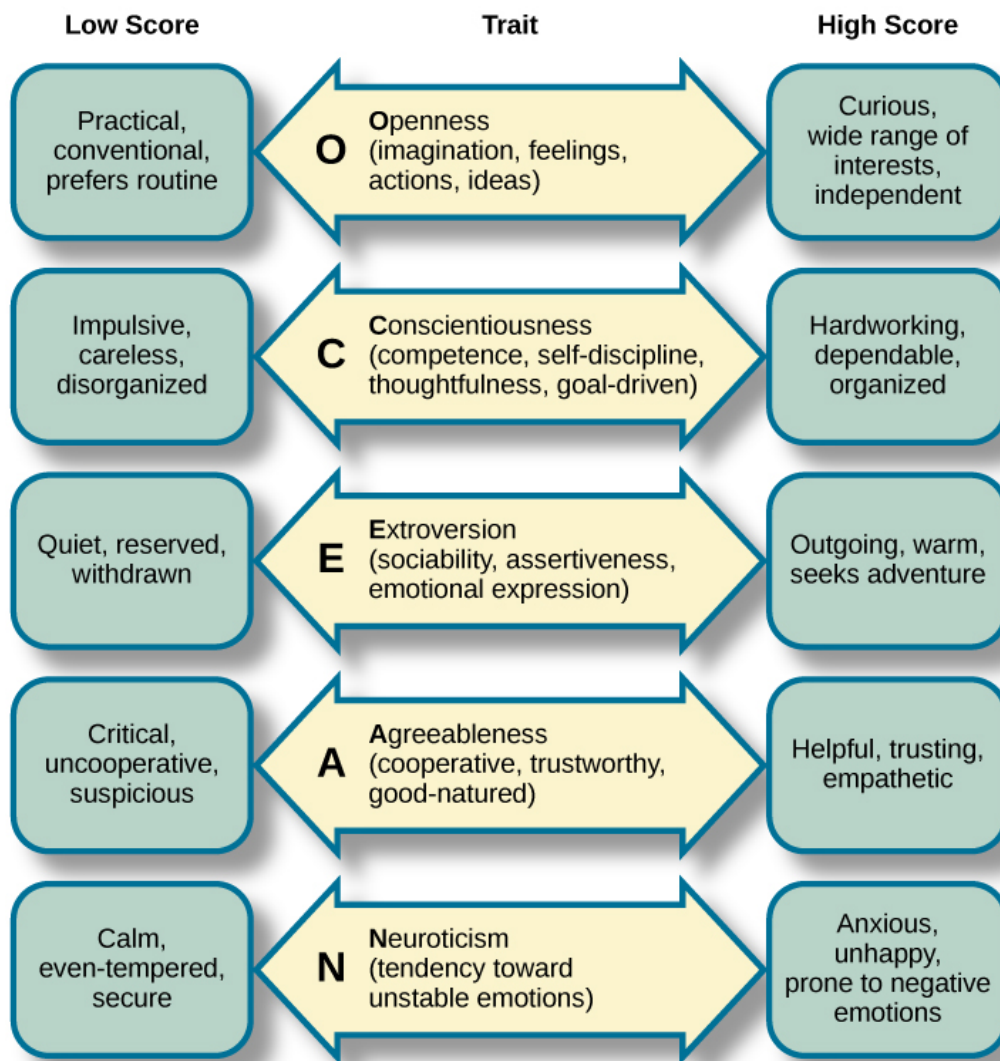 Low Score
Trait
High Score
Practical,
conventional,
prefers routine
O
Openness
(imagination, feelings,
actions, ideas)
Curious,
wide range of
interests,
independent
Impulsive,
careless,
disorganized
C
Conscientiousness
(competence, self-discipline,
thoughtfulness, goal-driven)
Hardworking,
dependable,
organized
Quiet, reserved,
withdrawn
E
Extroversion
(sociability, assertiveness,
emotional expression)
Outgoing, warm,
seeks adventure
Critical,
uncooperative,
suspicious
A
Agreeableness
(cooperative, trustworthy,
good-natured)
Helpful, trusting,
empathetic
Calm,
even-tempered,
secure
N
Neuroticism
(tendency toward
unstable emotions)
Anxious,
unhappy,
prone to negative
emotions